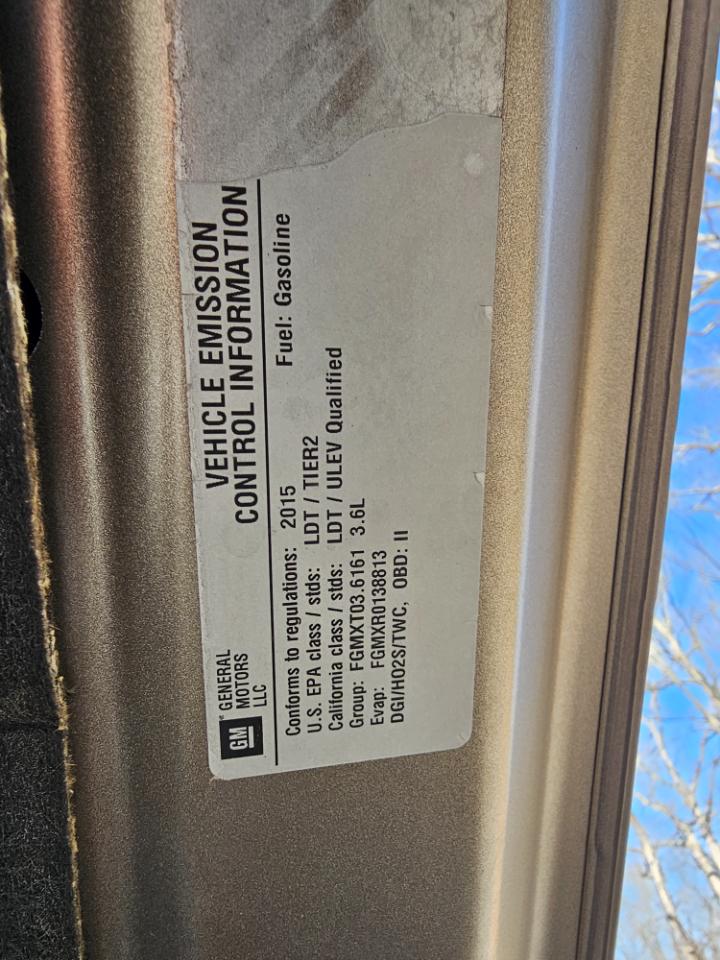 GM
GENERAL
MOTORS
LLC
VEHICLE EMISSION
CONTROL INFORMATION
Conforms to regulations: 2015 Fuel: Gasoline
U.S. EPA class / stds: LDT / TIER2
California class / stds: LDT / ULEV Qualified
Group: FGMXT03.6161 3.6L
Evap: FGMXR0138813
DGI/HO2S/TWC, OBD: II